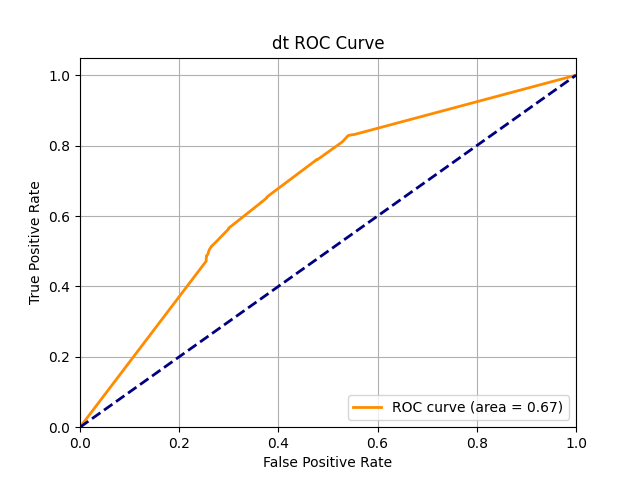 dt ROC Curve
True Positive Rate
1.0
0.8
0.6
0.4
0.2
0.0
0.0 0.2 0.4 0.6 0.8 1.0
False Positive Rate
ROC curve (area = 0.67)